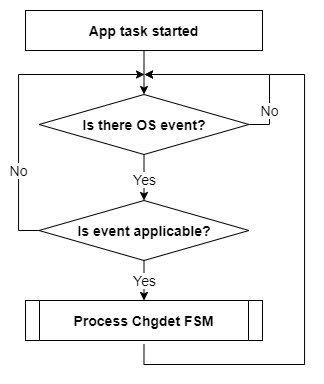 App task started
Is there OS event?
No
Yes
No
Is event applicable?
Yes
Process Chgdet FSM